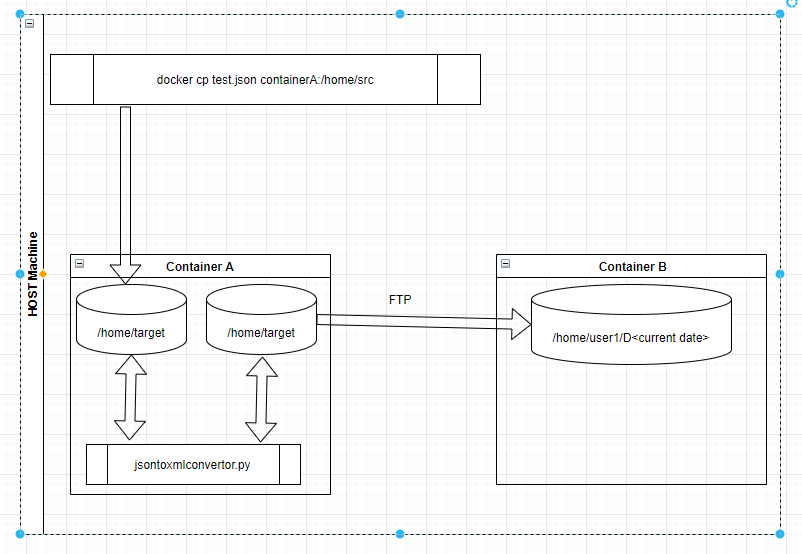 docker cp test.json containerA:/home/src
HOST Machine
Container A
Container B
/home/target
/home/target
FTP
/home/user1/D<current date>
jsontoxmlconvertor.py